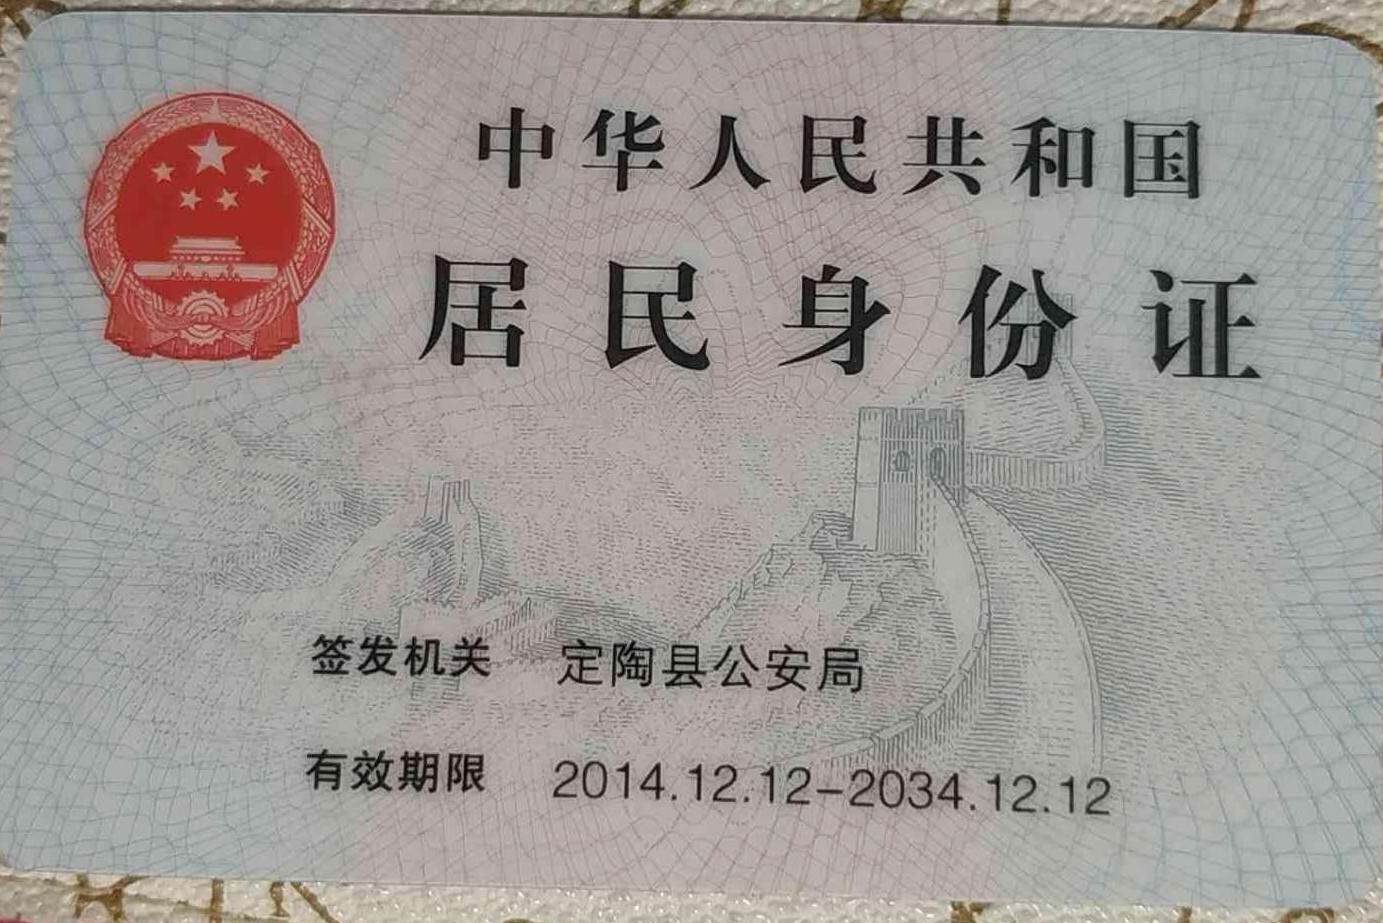 中华人民共和国
居民身份证
签发机关 定陶县公安局
有效期限 2014.12.12-2034.12.12